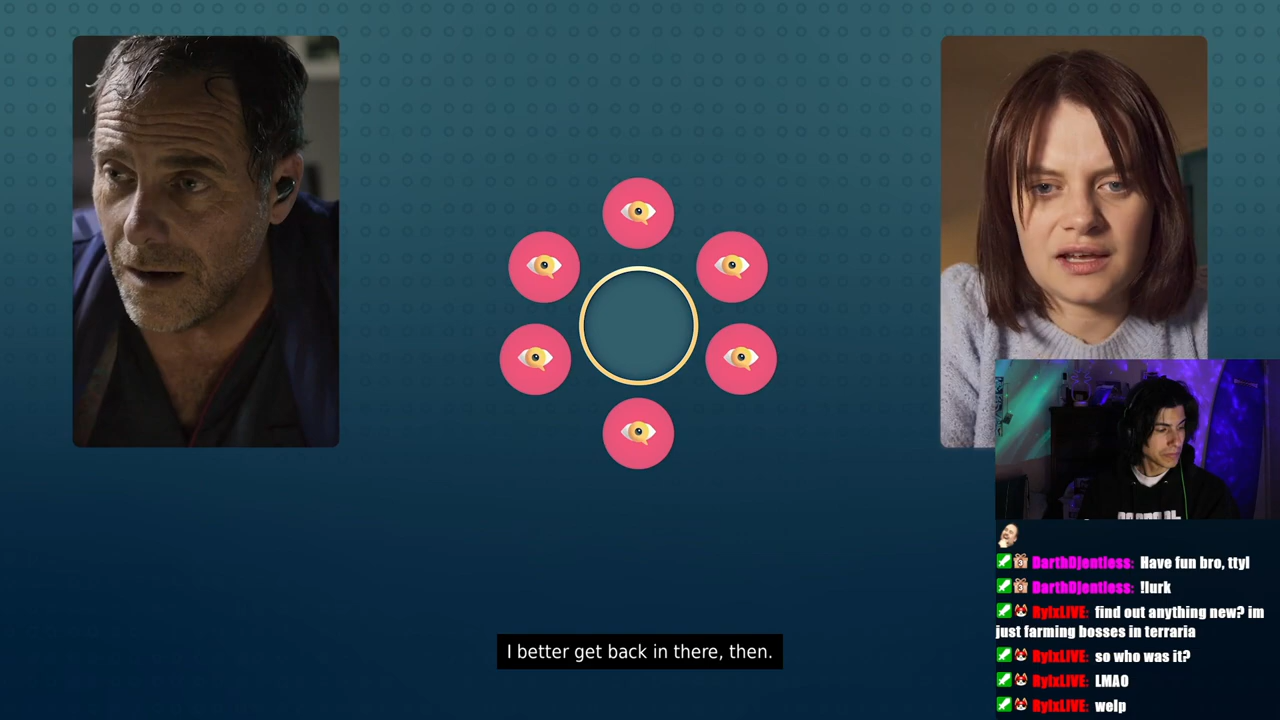 I better get back in there, then.
DarthDjentless: Have fun bro, ttyl
DarthDjentless: !lurk
RylxLIVE: find out anything new? im
just farming bosses in terraria
RylxLIVE: so who was it?
RylxLIVE: LMAO
RylxLIVE: welp